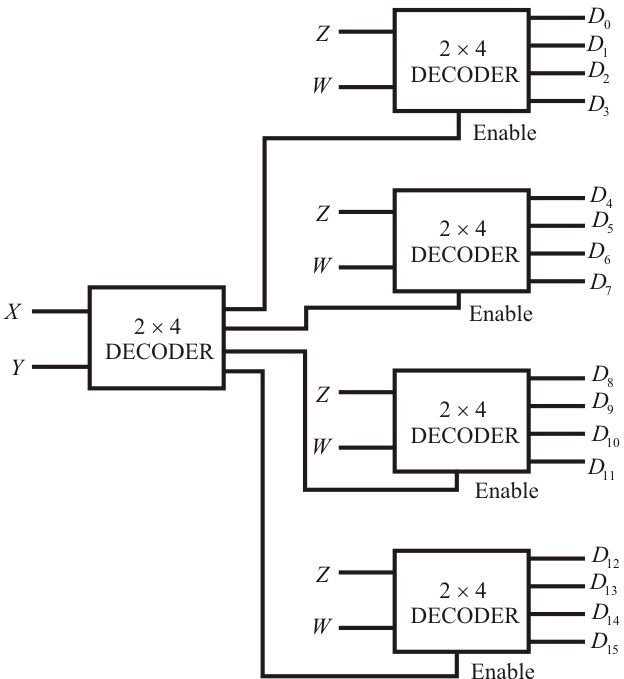 Z
W
2 × 4
DECODER
D0
D1
D2
D3
Enable
Z
W
2 × 4
DECODER
D4
D5
D6
D7
Enable
X
Y
2 × 4
DECODER
Z
W
2 × 4
DECODER
D8
D9
D10
D11
Enable
Z
W
2 × 4
DECODER
D12
D13
D14
D15
Enable